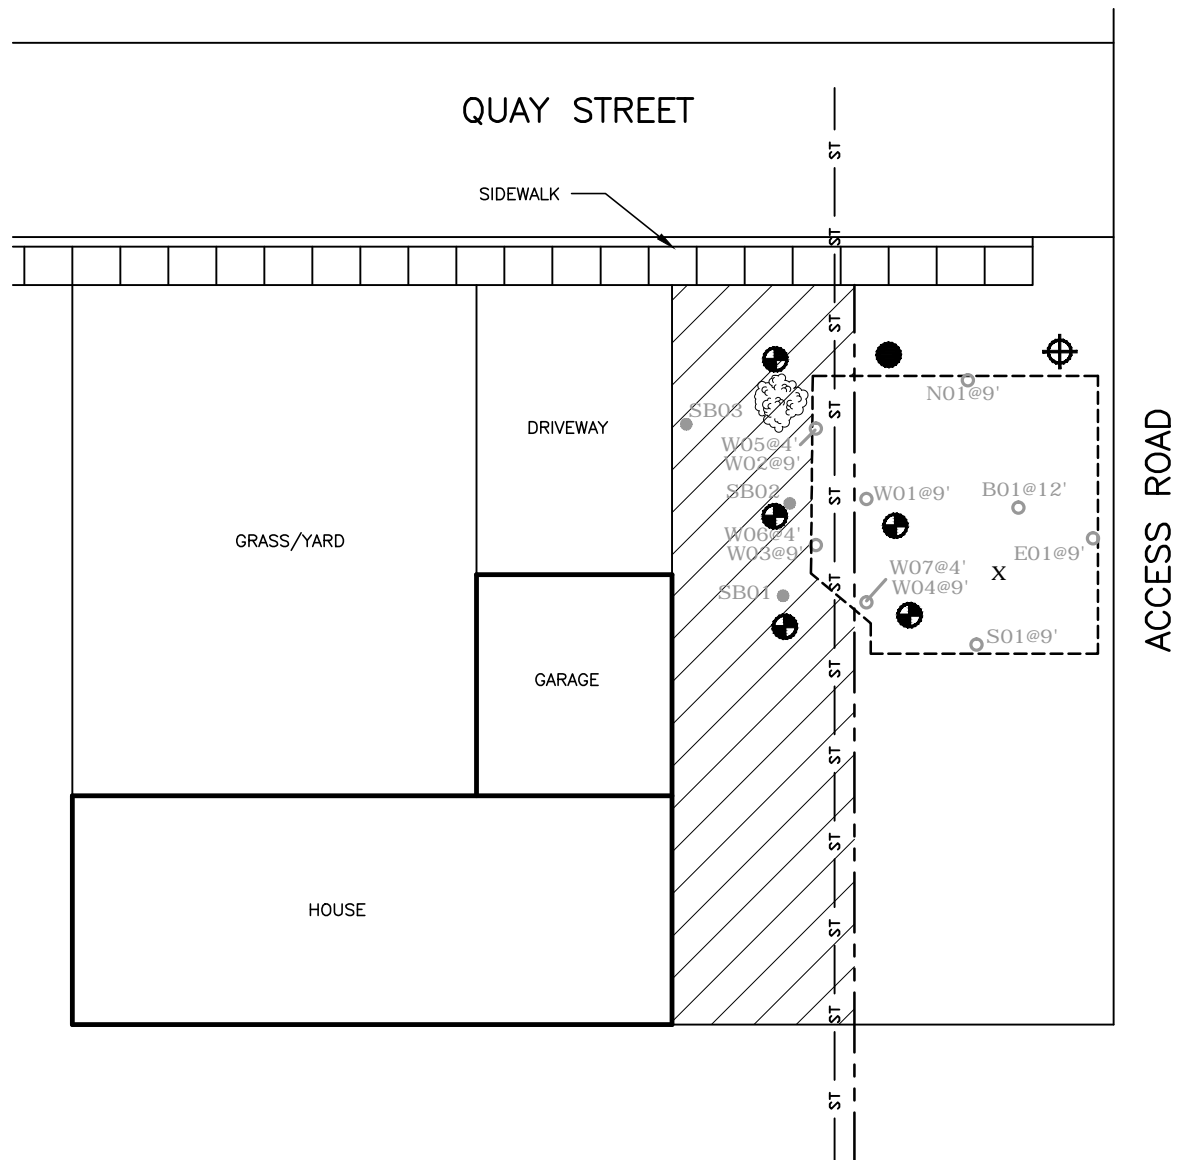 QUAY STREET
ST
SIDEWALK
ST
ST
N01@9'
SB03
ST
DRIVEWAY
W05@4'
W02@9'
ACCESS ROAD
SB02
W01@9'
B01@12'
ST
W06@4'
W03@9'
GRASS/YARD
E01@9'
W07@4'
W04@9'
X
SB01
ST
S01@9'
ST
GARAGE
ST
ST
HOUSE
ST
ST
ST